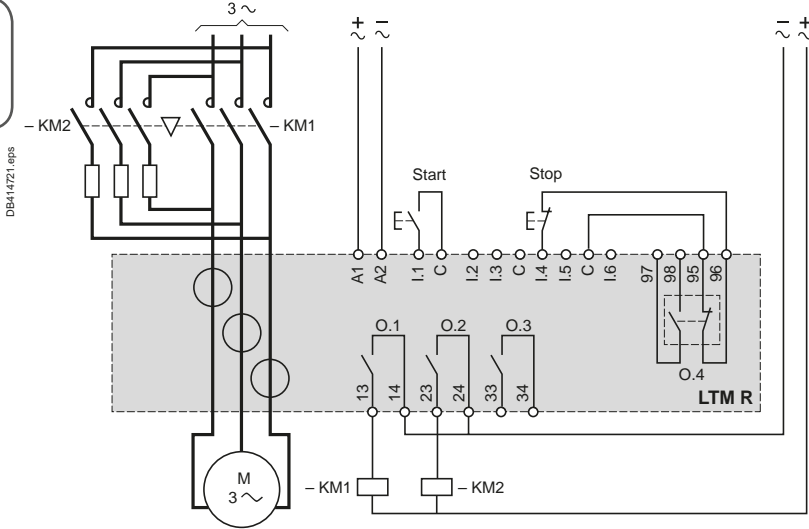 3 ~
+ –
~ ~
– +
~ ~
– KM2
– KM1
DB414721.eps
Start
Stop
A1
A2
I.1
C
I.2
I.3
C
I.4
I.5
C
I.6
97
98
95
96
O.1
O.2
O.3
O.4
13
14
23
24
33
34
LTM R
M
3 ~
– KM1
– KM2